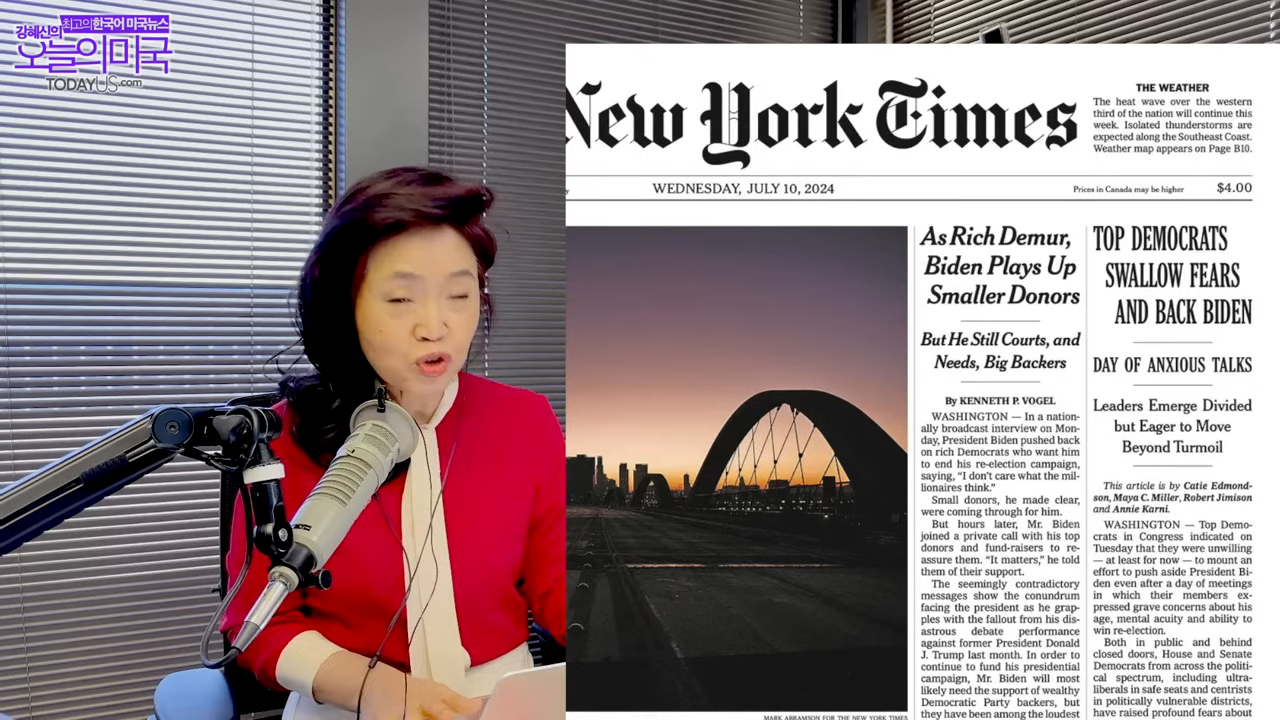 최고의한국어 미국뉴스
강혜신의
오늘의미국
TODAYUS.com
New York Times
THE WEATHER
The heat wave over the western
third of the nation will continue this
week. Isolated thunderstorms are
expected along the Southeast Coast.
Weather map appears on Page B10.
WEDNESDAY, JULY 10, 2024
Prices in Canada may be higher
$4.00
As Rich Demur,
Biden Plays Up
Smaller Donors
But He Still Courts, and
Needs, Big Backers
By KENNETH P. VOGEL
WASHINGTON — In a nation-
ally broadcast interview on Mon-
day, President Biden pushed back
on rich Democrats who want him
to end his re-election campaign,
saying, “I don’t care what the mil-
lionaires think.”
Small donors, he made clear,
were coming through for him.
But hours later, Mr. Biden
joined a private call with his top
donors and fund-raisers to re-
assure them. “It matters,” he told
them of their support.
The seemingly contradictory
messages show the conundrum
facing the president as he grap-
ples with the fallout from his dis-
astrous debate performance
against former President Donald
J. Trump last month. In order to
continue to fund his presidential
campaign, Mr. Biden will most
likely need the support of wealthy
Democratic Party backers, but
they have been among the loudest
TOP DEMOCRATS
SWALLOW FEARS
AND BACK BIDEN
DAY OF ANXIOUS TALKS
Leaders Emerge Divided
but Eager to Move
Beyond Turmoil
This article is by Catie Edmond-
son, Maya C. Miller, Robert Jimison
and Annie Karni.
WASHINGTON — Top Demo-
crats in Congress indicated on
Tuesday that they were unwilling
— at least for now — to mount an
effort to push aside President Bi-
den even after a day of meetings
in which their members ex-
pressed grave concerns about his
age, mental acuity and ability to
win re-election.
Both in public and behind
closed doors, House and Senate
Democrats from across the politi-
cal spectrum, including ultra-
liberals in safe seats and centrists
in politically vulnerable districts,
have raised profound fears about
MARK ABRAMSON FOR THE NEW YORK TIMES